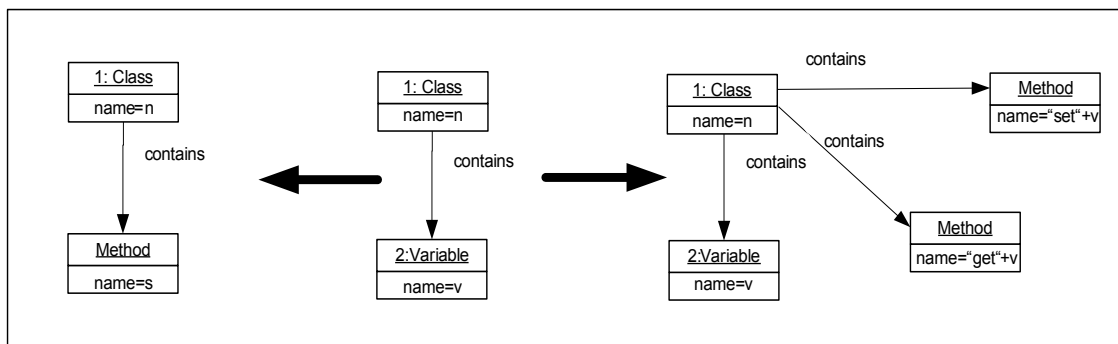 1: Class
name=n
contains
Method
name=s
1: Class
name=n
contains
2:Variable
name=v
1: Class
name=n
contains
2:Variable
name=v
contains
Method
name=“set“+v
contains
Method
name=“get“+v